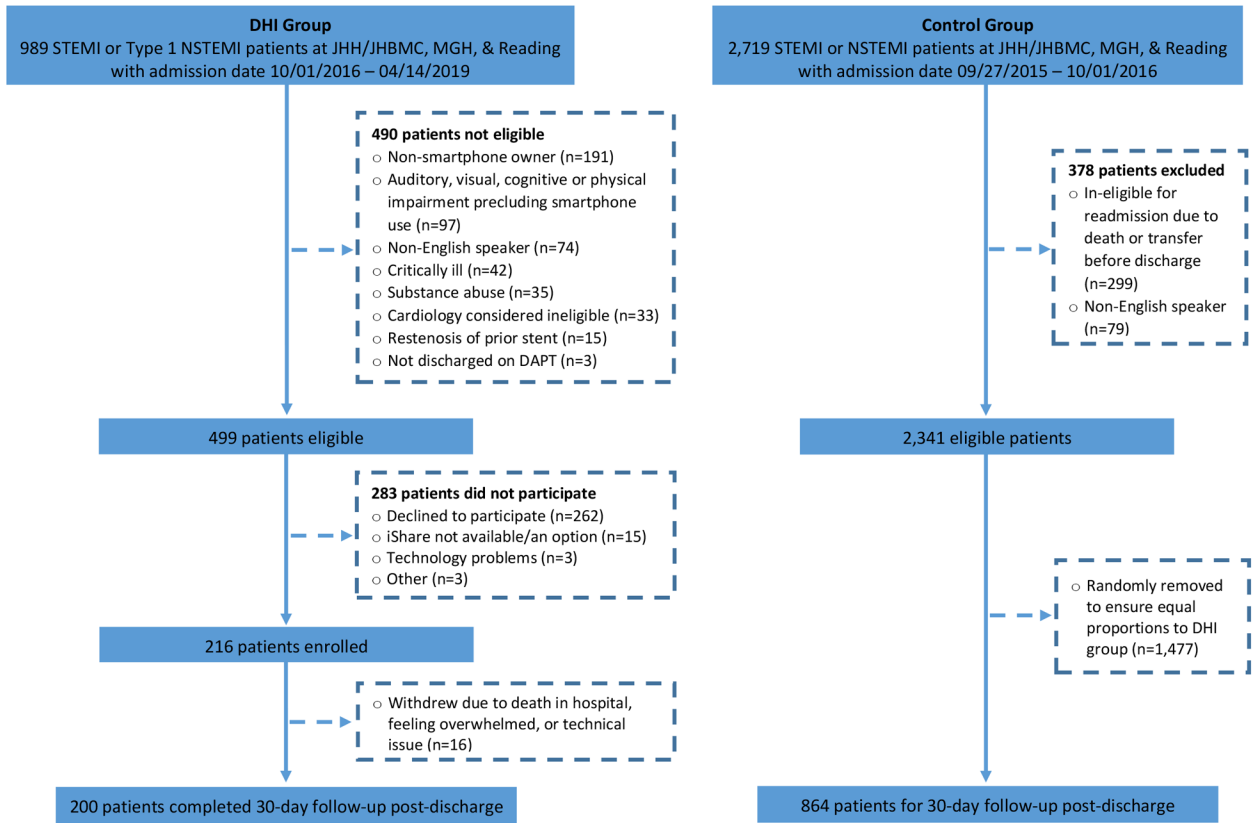 DHI Group
989 STEMI or Type 1 NSTEMI patients at JHH/JHBMC, MGH, & Reading
with admission date 10/01/2016 – 04/14/2019
490 patients not eligible
○ Non-smartphone owner (n=191)
○ Auditory, visual, cognitive or physical
impairment precluding smartphone
use (n=97)
○ Non-English speaker (n=74)
○ Critically ill (n=42)
○ Substance abuse (n=35)
○ Cardiology considered ineligible (n=33)
○ Restenosis of prior stent (n=15)
○ Not discharged on DAPT (n=3)
499 patients eligible
283 patients did not participate
○ Declined to participate (n=262)
○ iShare not available/an option (n=15)
○ Technology problems (n=3)
○ Other (n=3)
216 patients enrolled
○ Withdrew due to death in hospital,
feeling overwhelmed, or technical
issue (n=16)
200 patients completed 30-day follow-up post-discharge
Control Group
2,719 STEMI or NSTEMI patients at JHH/JHBMC, MGH, & Reading
with admission date 09/27/2015 – 10/01/2016
378 patients excluded
○ In-eligible for
readmission due to
death or transfer
before discharge
(n=299)
○ Non-English speaker
(n=79)
2,341 eligible patients
○ Randomly removed
to ensure equal
proportions to DHI
group (n=1,477)
864 patients for 30-day follow-up post-discharge